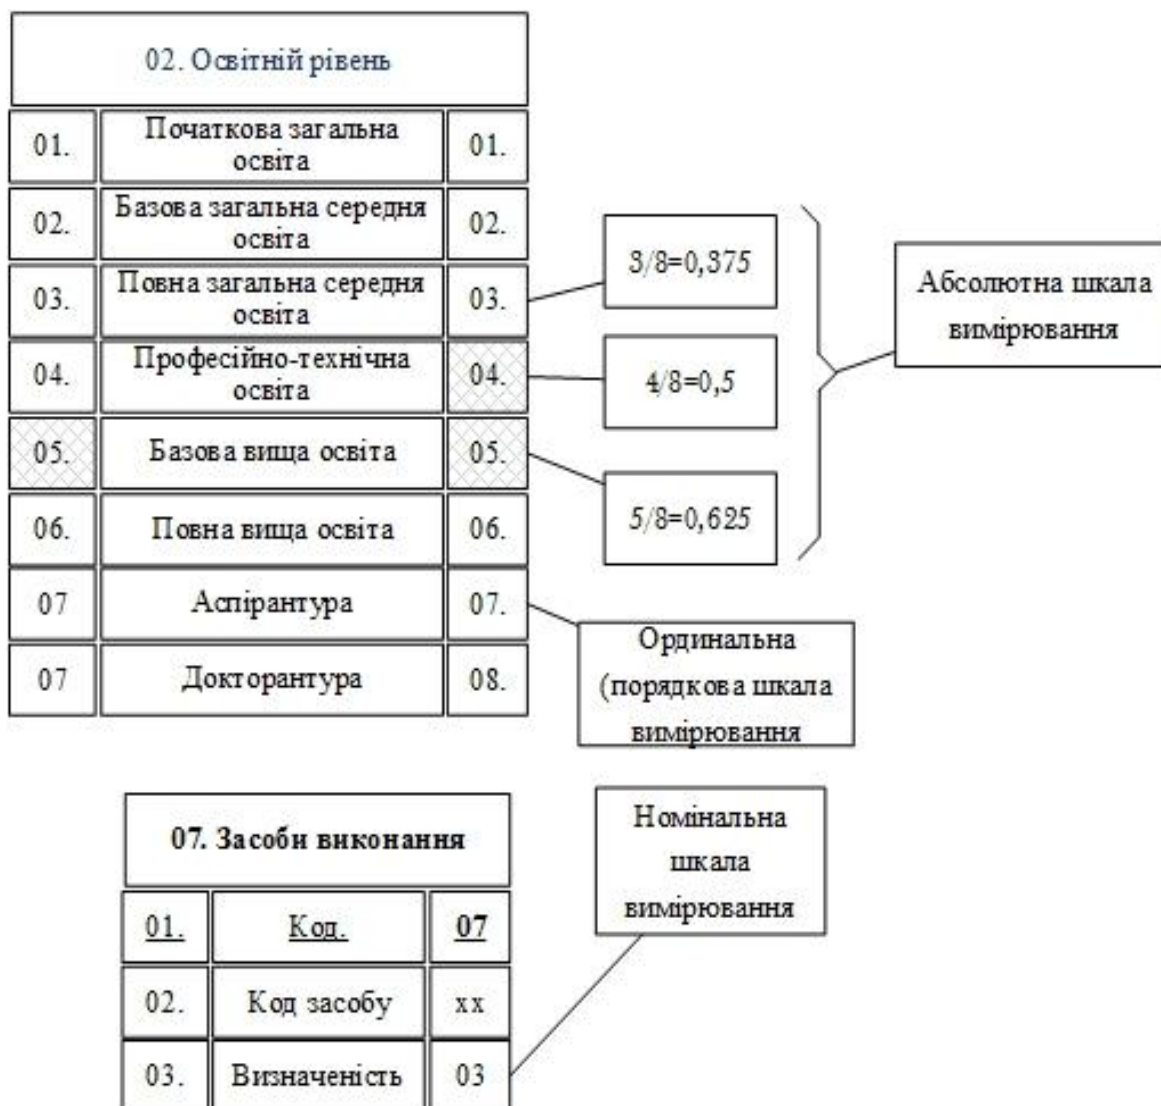 02. Освітній рівень
01. Початкова загальна освіта 01.
02. Базова загальна середня освіта 02.
03. Повна загальна середня освіта 03.
04. Професійно-технічна освіта 04.
05. Базова вища освіта 05.
06. Повна вища освіта 06.
07 Аспірантура 07.
07 Докторантура 08.
3/8=0,375
4/8=0,5
5/8=0,625
Абсолютна шкала
вимірювання
Ординальна
(порядкова шкала
вимірювання
07. Засоби виконання
01. Код. 07
02. Код засобу хх
03. Визначеність 03
Номінальна
шкала
вимірювання